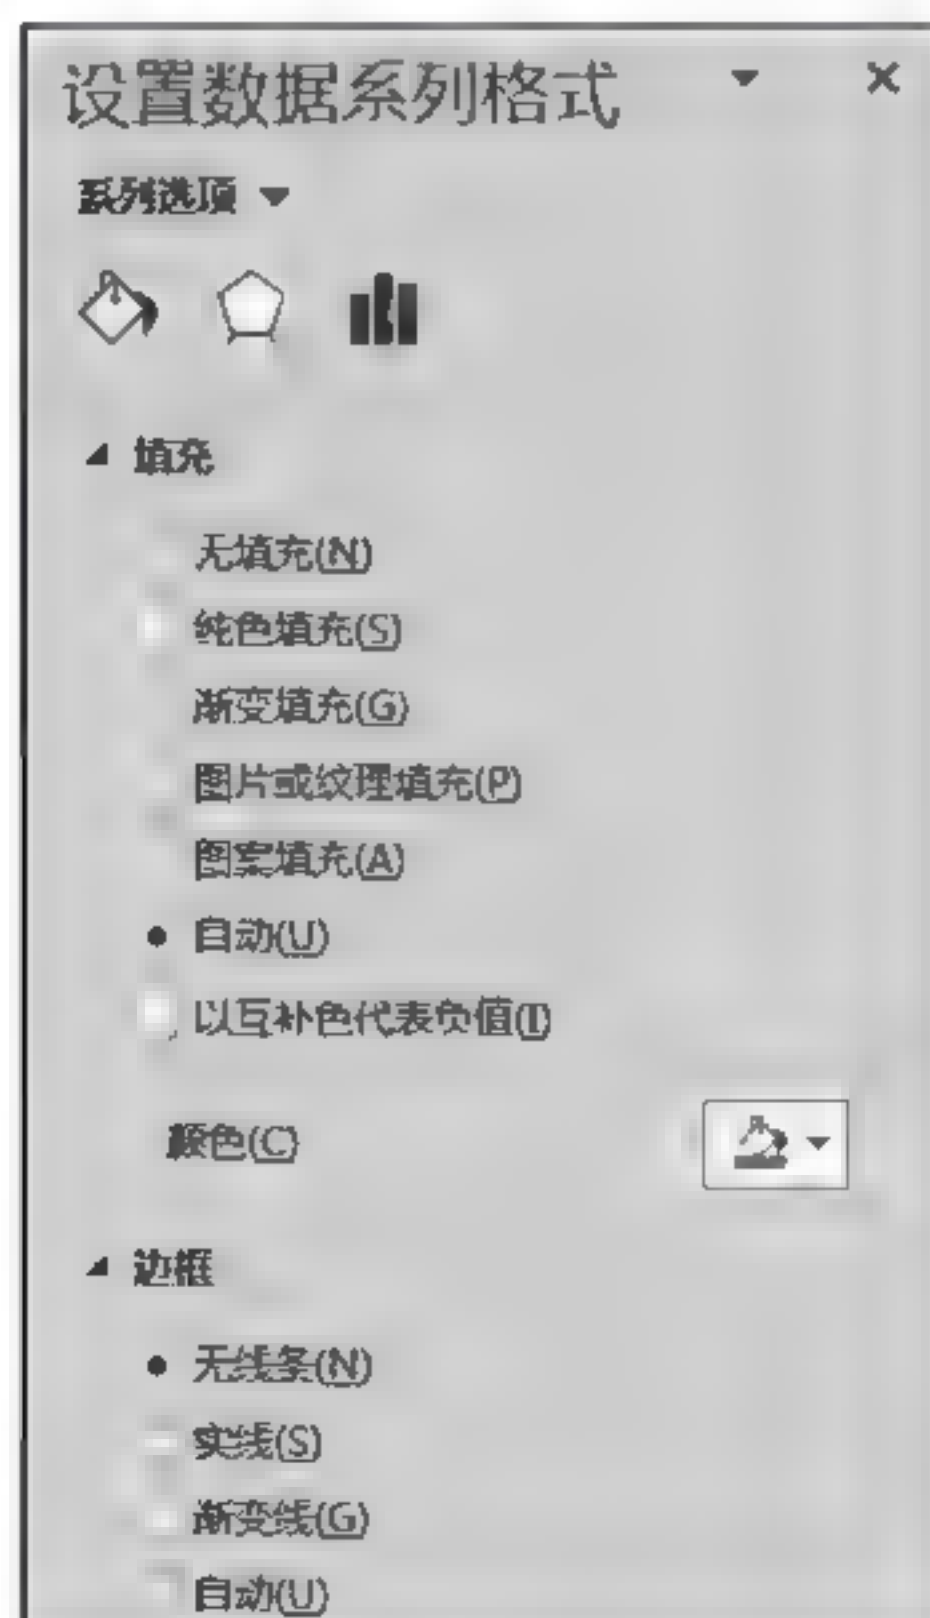 设置数据系列格式
系列选项
填充
无填充(N)
纯色填充(S)
渐变填充(G)
图片或纹理填充(P)
图案填充(A)
自动(U)
以互补色代表负值(I)
颜色(C)
边框
无线条(N)
实线(S)
渐变线(G)
自动(U)